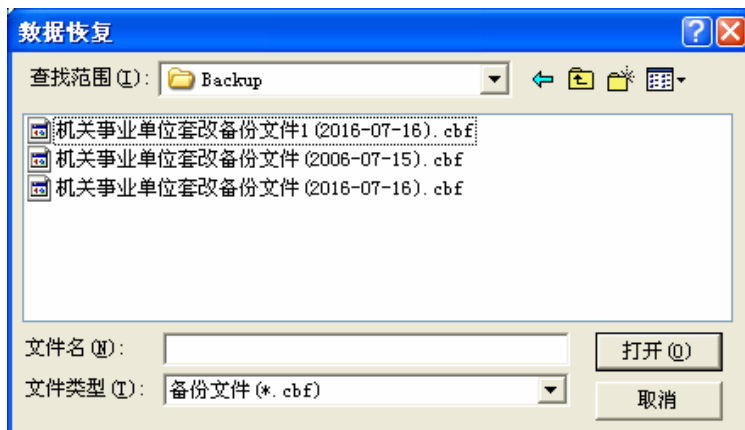 数据恢复
查找范围(I): Backup
机关事业单位套改备份文件1(2016-07-16).cbf
机关事业单位套改备份文件(2006-07-15).cbf
机关事业单位套改备份文件(2016-07-16).cbf
文件名(N):
打开(O)
文件类型(T): 备份文件(*.cbf)
取消